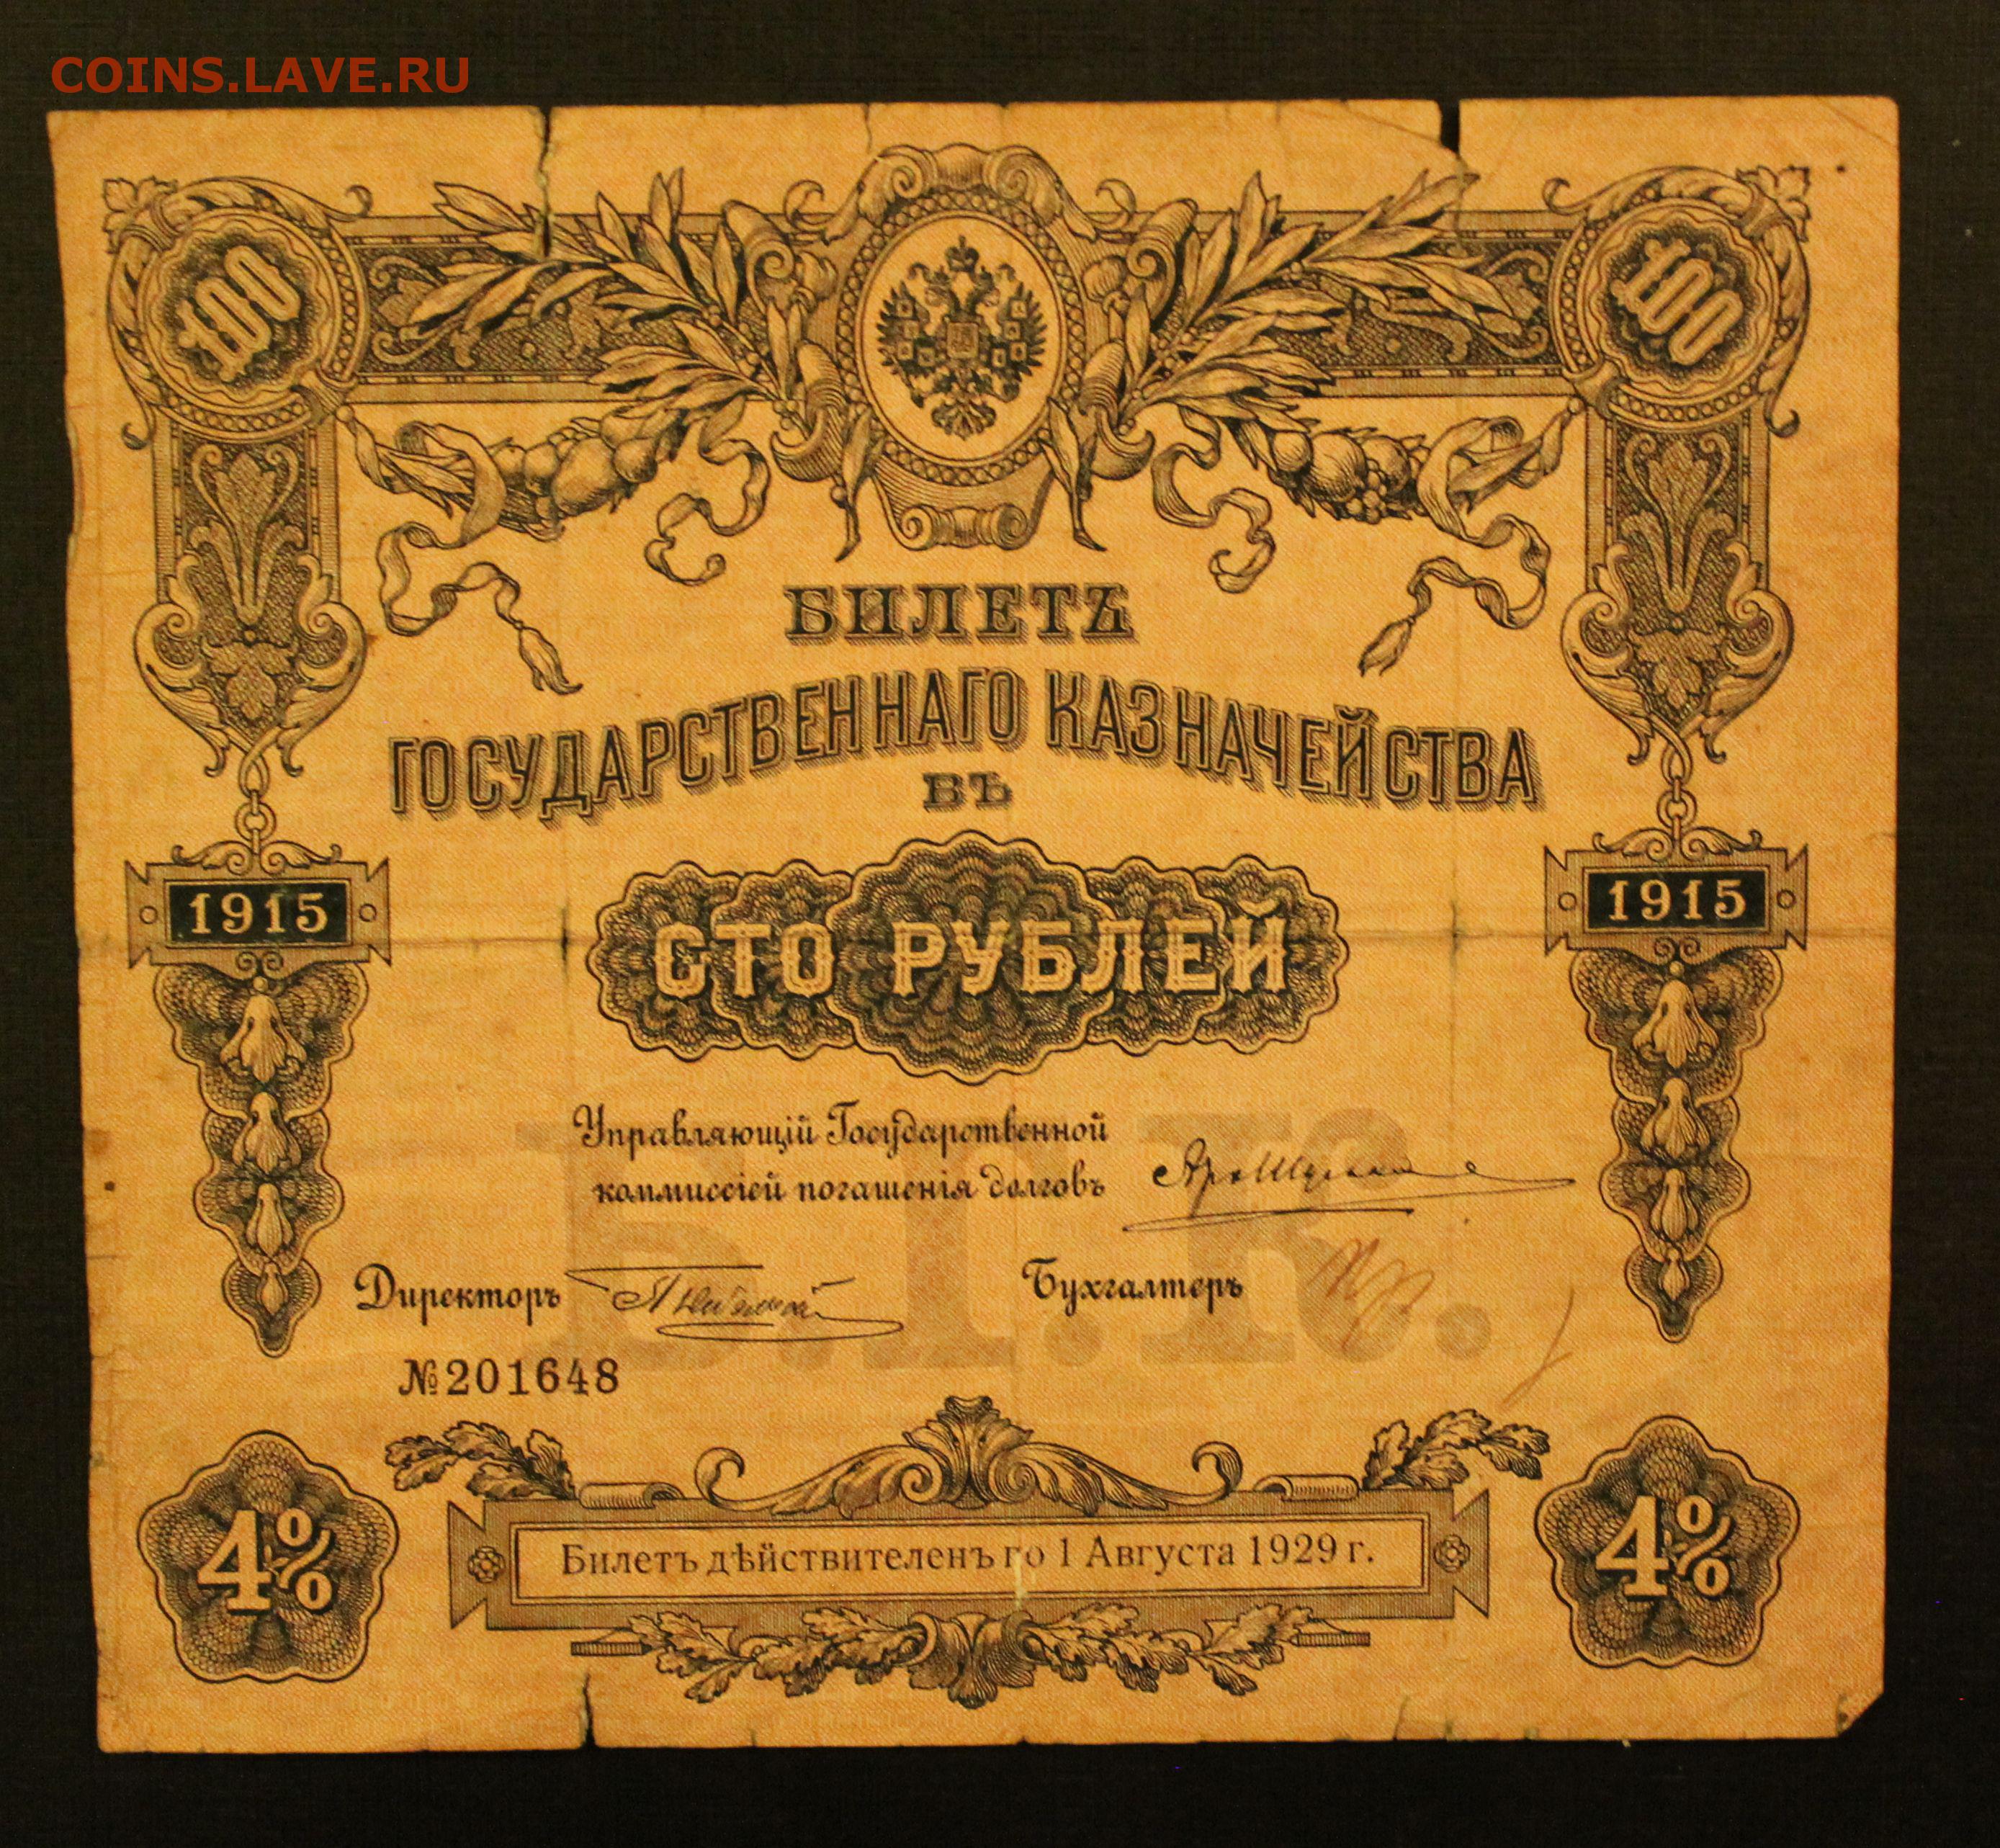 COINS.LAVE.RU
100 100
БИЛЕТЪ
ГОСУДАРСТВЕННАГО КАЗНАЧЕЙСТВА
ВЪ
1915 1915
СТО РУБЛЕЙ
Управляющій Государственной
коммиссіей погашенія долговъ
Директоръ Бухгалтеръ
Б.Г.К.
№201648
4% 4%
Билетъ дѣйствителенъ го 1 Августа 1929 г.